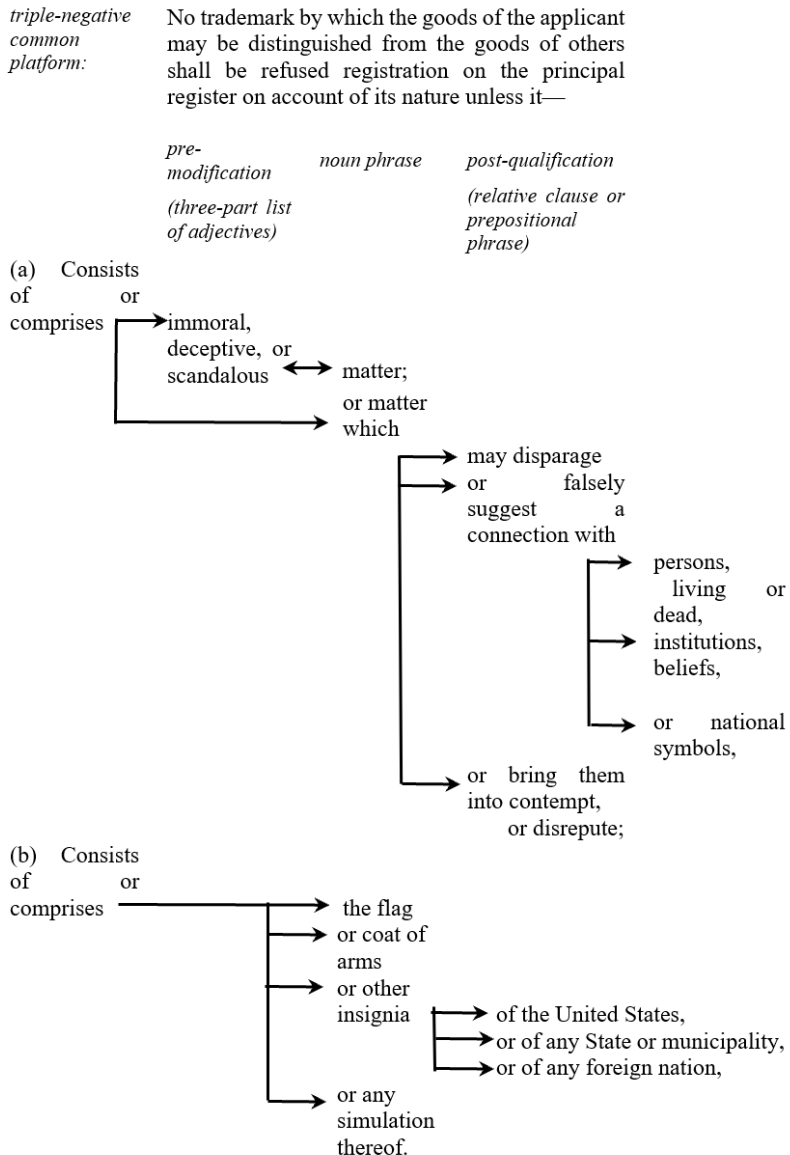 triple-negative
common
platform:
No trademark by which the goods of the applicant
may be distinguished from the goods of others
shall be refused registration on the principal
register on account of its nature unless it—
pre-
modification
(three-part list
of adjectives)
noun phrase
post-qualification
(relative clause or
prepositional
phrase)
(a) Consists
of or
comprises
immoral,
deceptive, or
scandalous
matter;
or matter
which
may disparage
or falsely
suggest a
connection with
persons,
living or
dead,
institutions,
beliefs,
or national
symbols,
or bring them
into contempt,
or disrepute;
(b) Consists
of or
comprises
the flag
or coat of
arms
or other
insignia
of the United States,
or of any State or municipality,
or of any foreign nation,
or any
simulation
thereof.